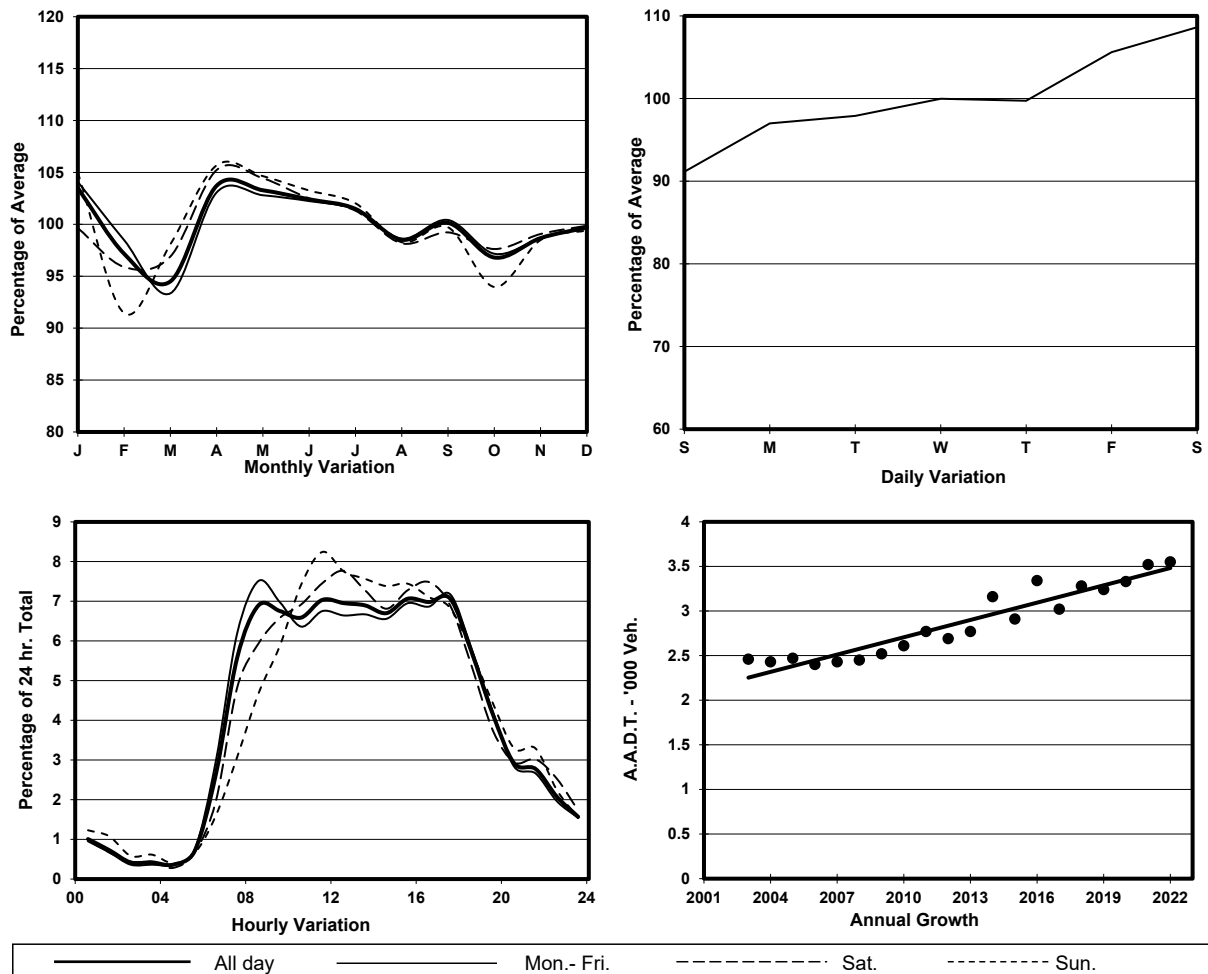 120
115
110
105
100
95
90
85
80
Percentage of Average
J F M A M J J A S O N D
Monthly Variation
110
100
90
80
70
60
Percentage of Average
S M T W T F S
Daily Variation
9
8
7
6
5
4
3
2
1
0
Percentage of 24 hr. Total
00 04 08 12 16 20 24
Hourly Variation
4
3.5
3
2.5
2
1.5
1
0.5
0
A.A.D.T. - '000 Veh.
2001 2004 2007 2010 2013 2016 2019 2022
Annual Growth
All day Mon.- Fri. Sat. Sun.